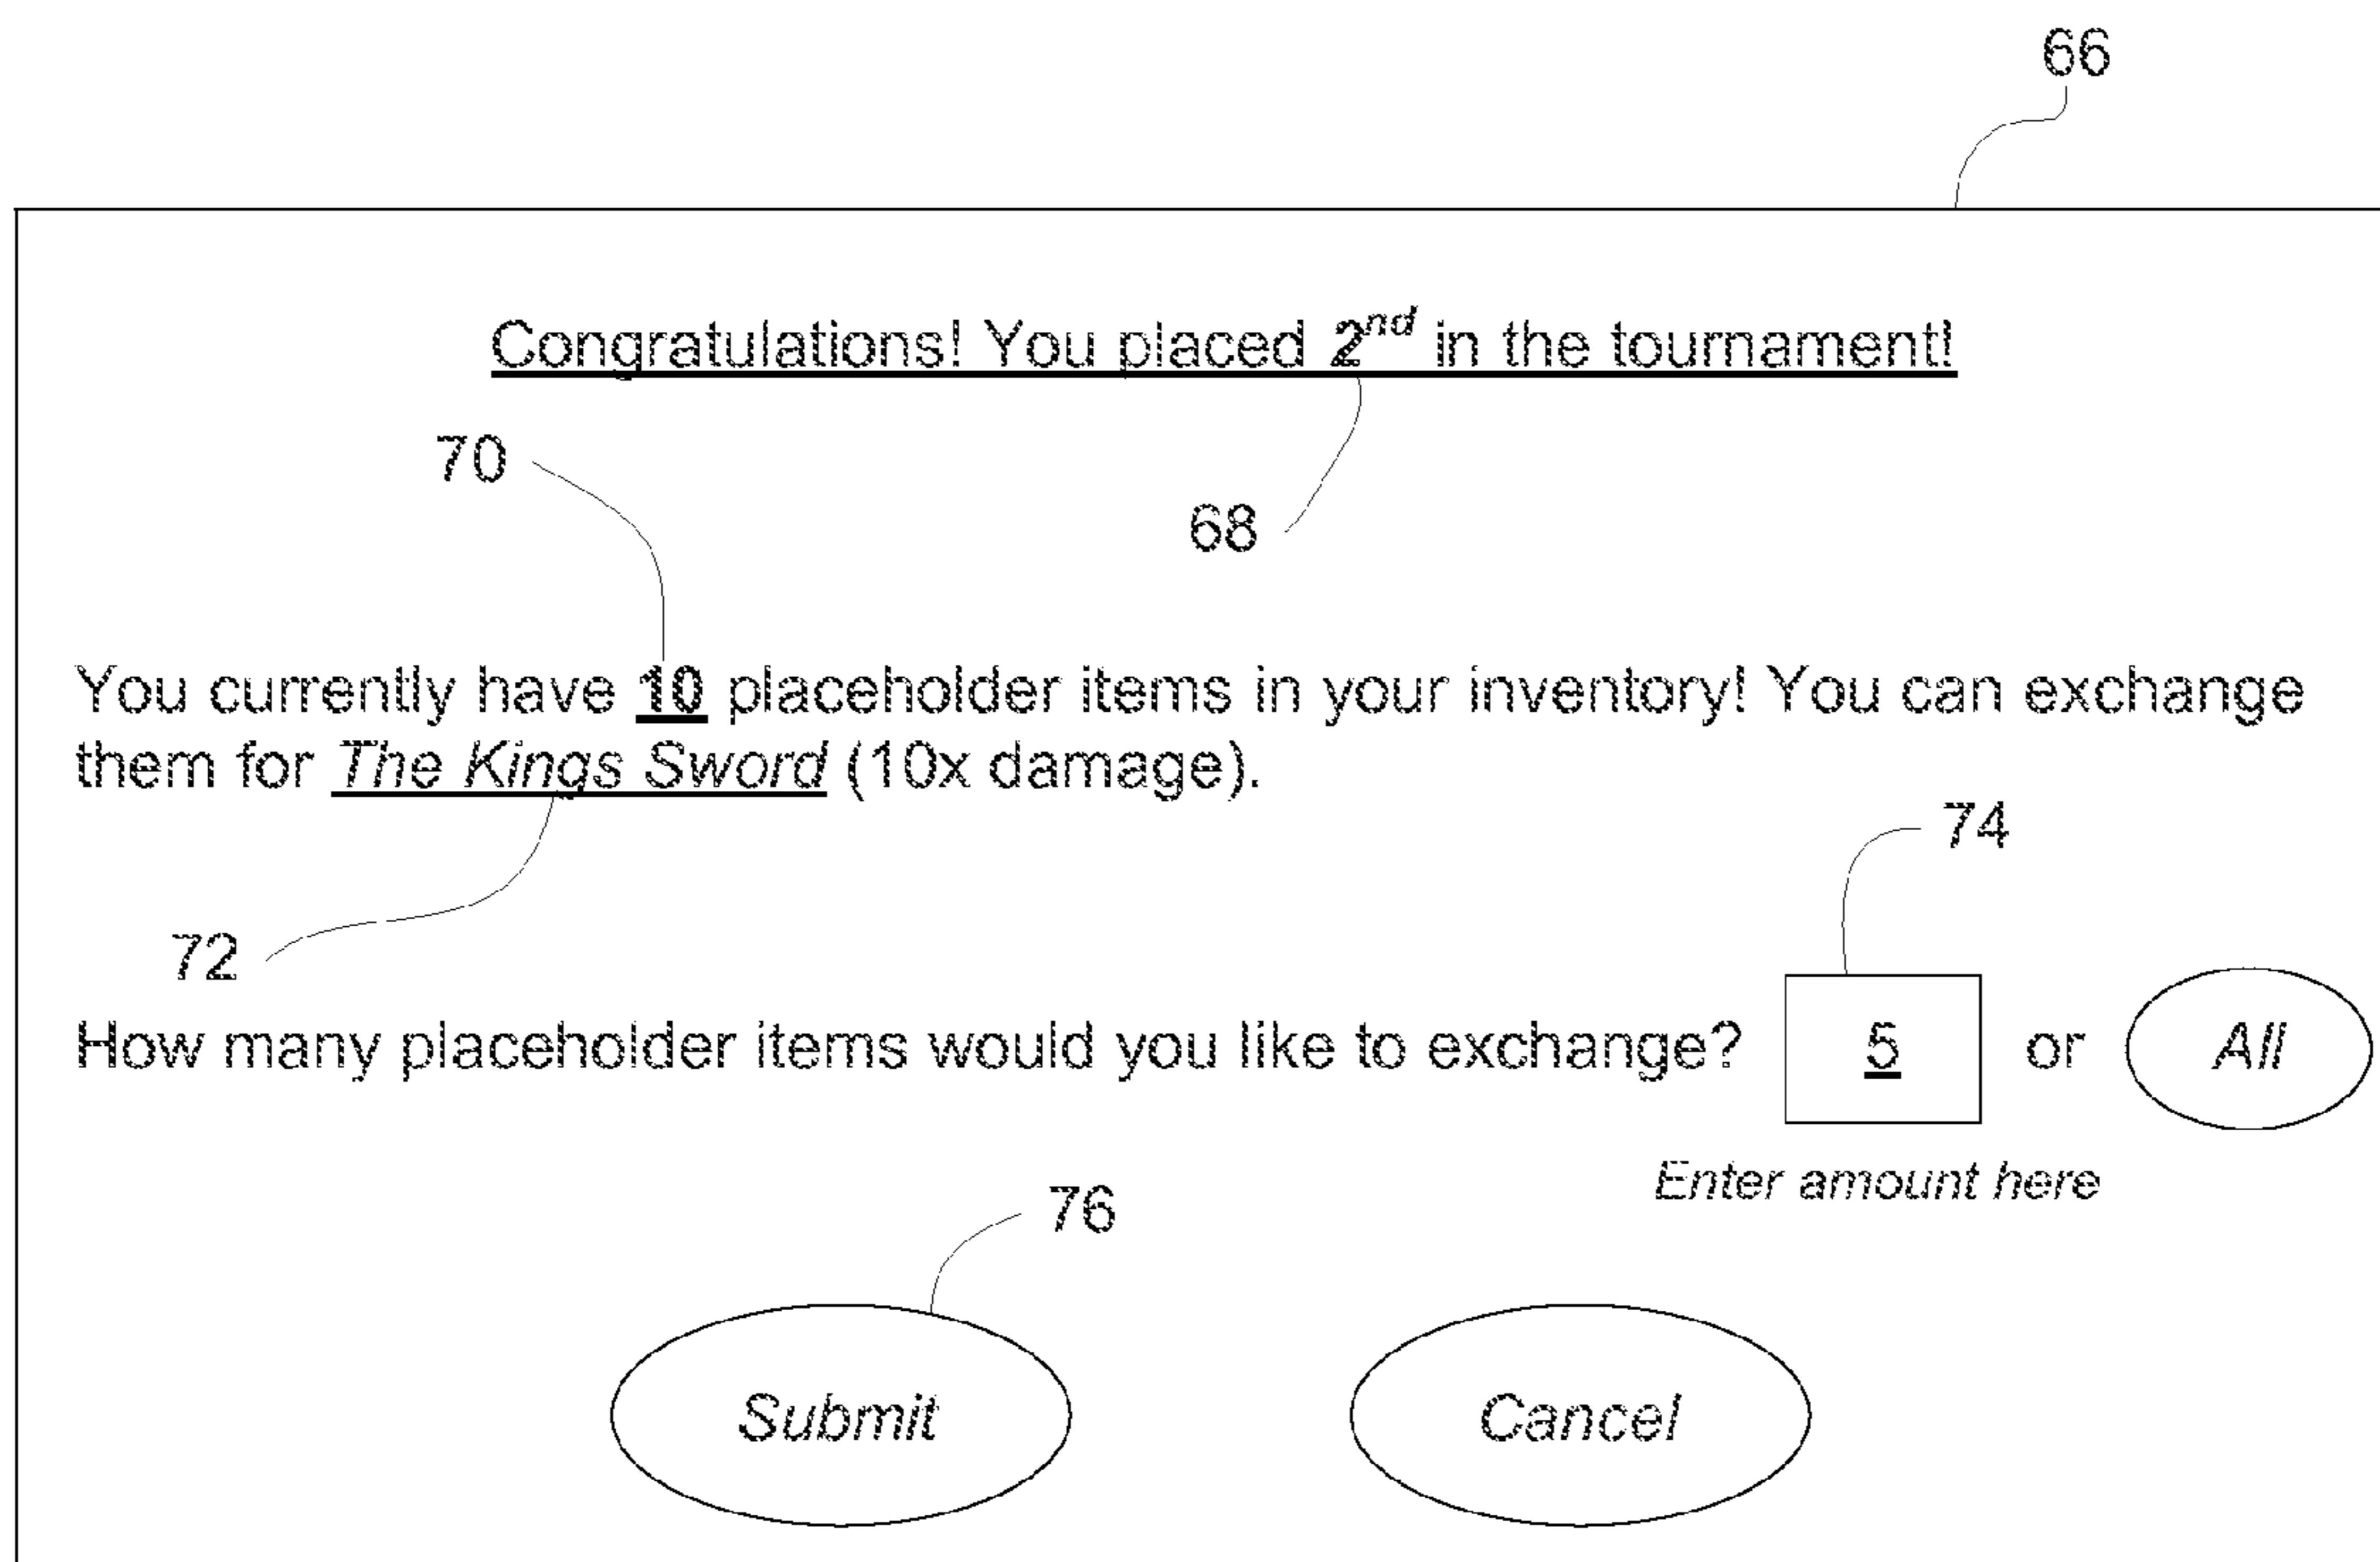 66
Congratulations! You placed 2nd in the tournament!
70
68
You currently have 10 placeholder items in your inventory! You can exchange
them for The Kings Sword (10x damage).
74
72
How many placeholder items would you like to exchange? 5 or All
Enter amount here
76
Submit Cancel